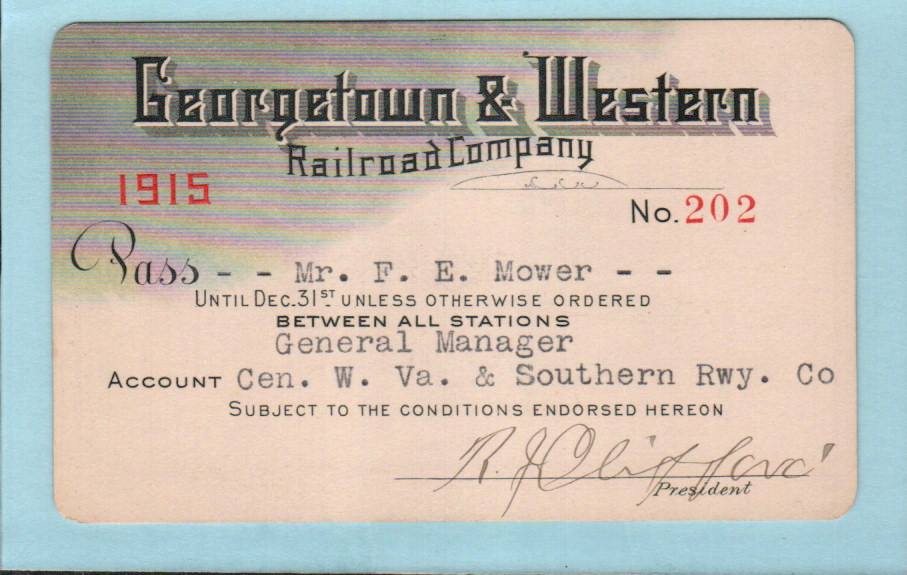 Georgetown & Western
Railroad Company
1915
No. 202
Pass - - Mr. F. E. Mower - -
UNTIL DEC. 31ST UNLESS OTHERWISE ORDERED
BETWEEN ALL STATIONS
General Manager
ACCOUNT Cen. W. Va. & Southern Rwy. Co
SUBJECT TO THE CONDITIONS ENDORSED HEREON
President